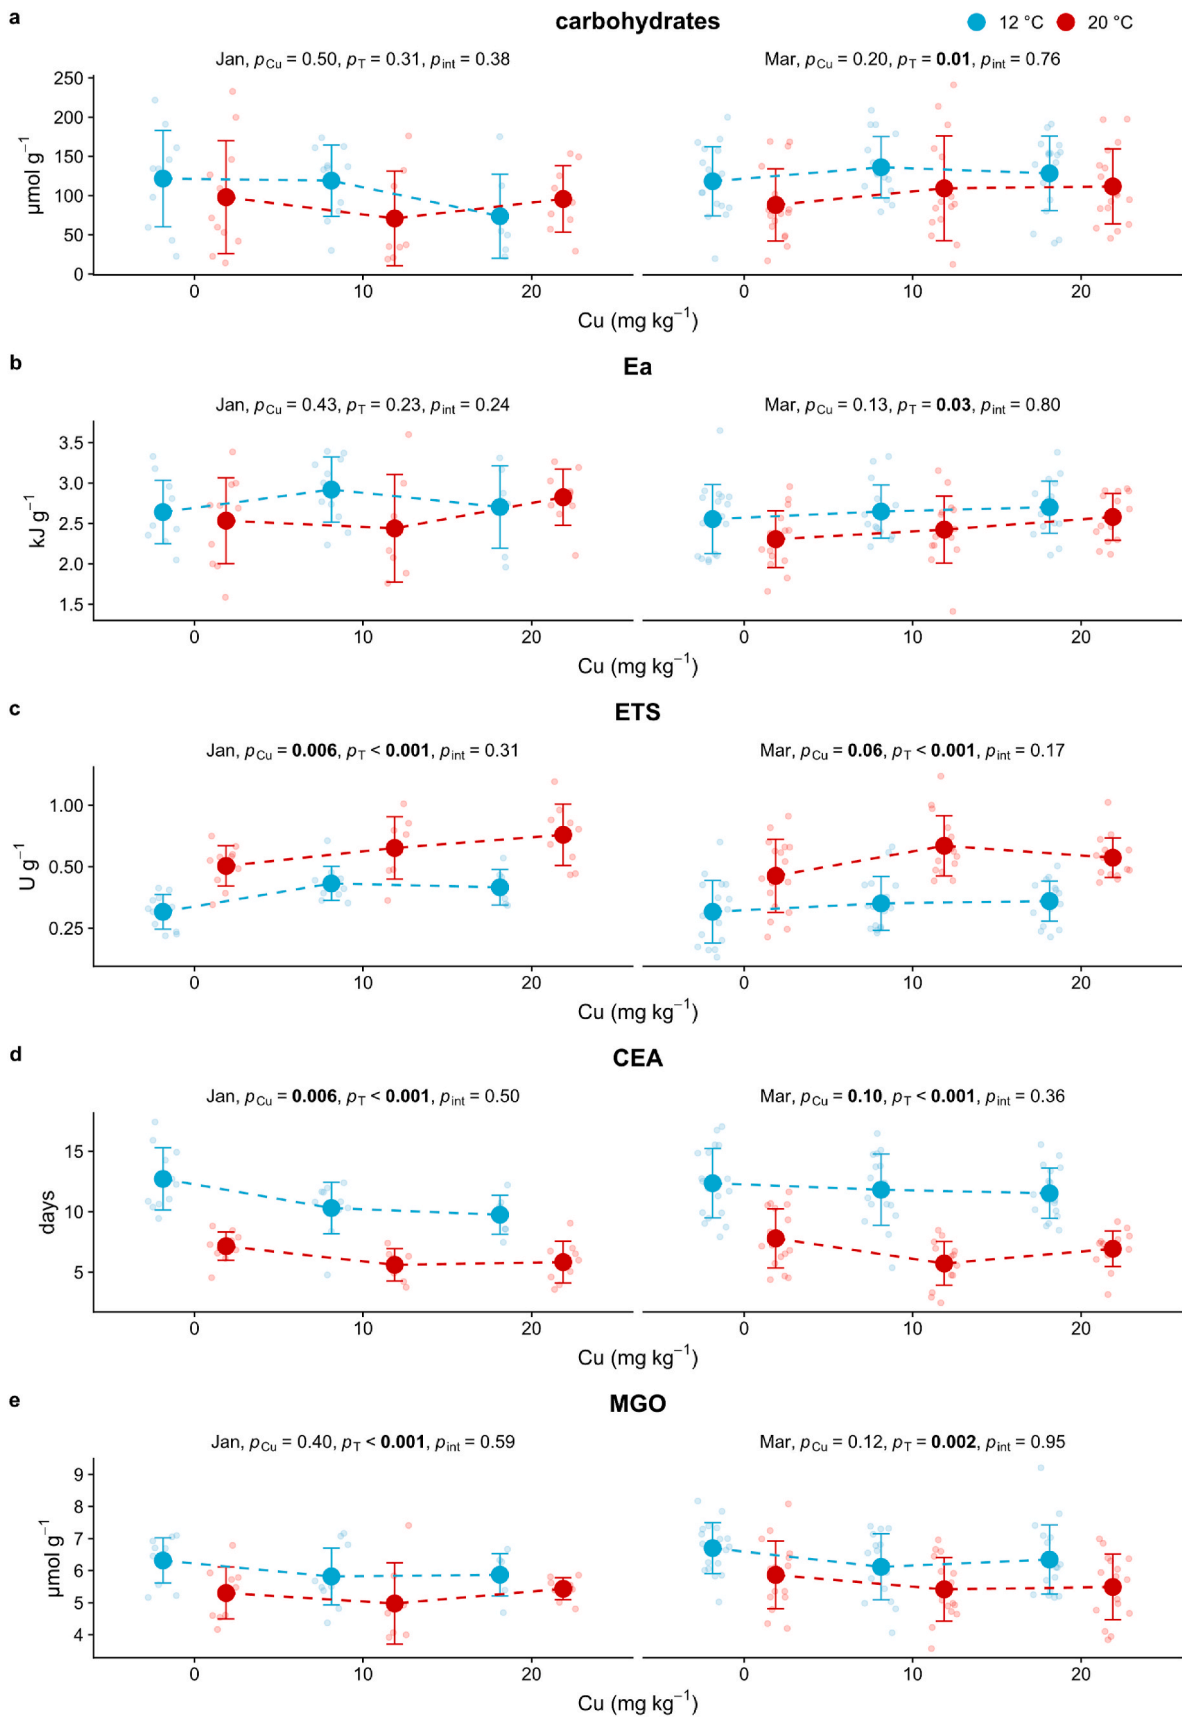 a
carbohydrates
12 °C 20 °C
Jan, pCu = 0.50, pT = 0.31, pint = 0.38
Mar, pCu = 0.20, pT = 0.01, pint = 0.76
250
200
150
100
50
0
µmol g⁻¹
0 10 20 0 10 20
Cu (mg kg⁻¹)
b
Ea
Jan, pCu = 0.43, pT = 0.23, pint = 0.24
Mar, pCu = 0.13, pT = 0.03, pint = 0.80
3.5
3.0
2.5
2.0
1.5
kJ g⁻¹
0 10 20 0 10 20
Cu (mg kg⁻¹)
c
ETS
Jan, pCu = 0.006, pT < 0.001, pint = 0.31
Mar, pCu = 0.06, pT < 0.001, pint = 0.17
1.00
0.50
0.25
U g⁻¹
0 10 20 0 10 20
Cu (mg kg⁻¹)
d
CEA
Jan, pCu = 0.006, pT < 0.001, pint = 0.50
Mar, pCu = 0.10, pT < 0.001, pint = 0.36
15
10
5
days
0 10 20 0 10 20
Cu (mg kg⁻¹)
e
MGO
Jan, pCu = 0.40, pT < 0.001, pint = 0.59
Mar, pCu = 0.12, pT = 0.002, pint = 0.95
9
8
7
6
5
4
µmol g⁻¹
0 10 20 0 10 20
Cu (mg kg⁻¹)